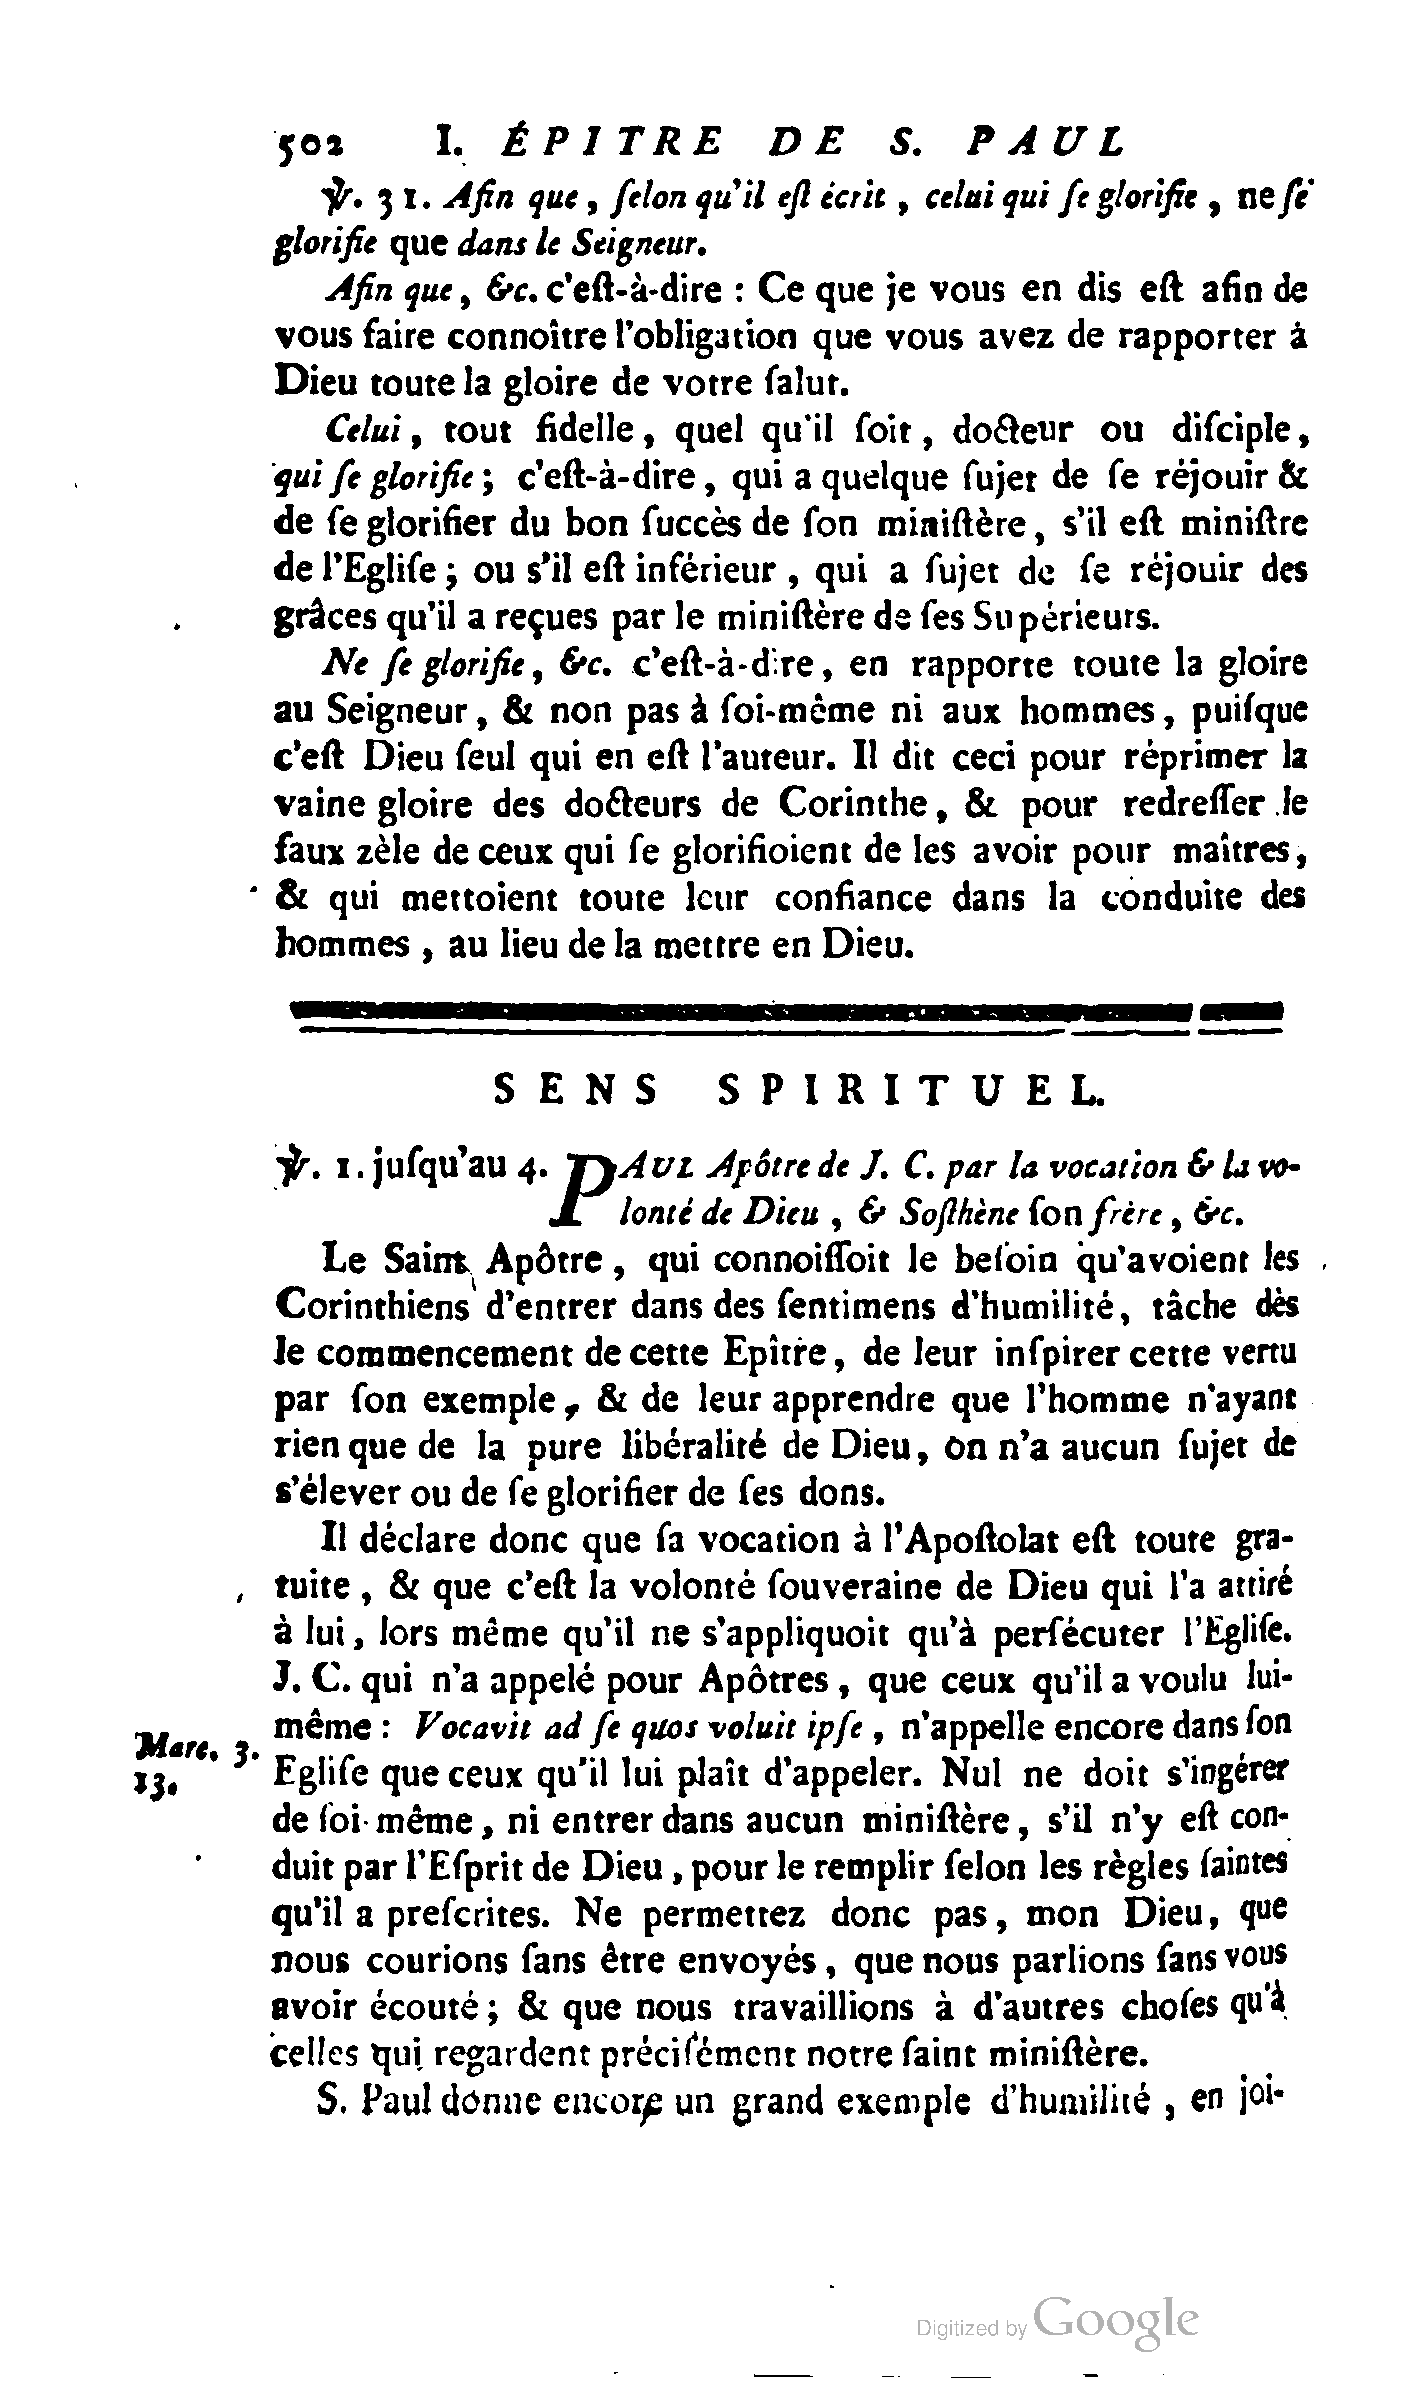 502 I. ÉPITRE DE S. PAUL
℣. 31. Afin que, ſelon qu'il eſt écrit, celui qui ſe glorifie, ne ſe
glorifie que dans le Seigneur.
Afin que, &c. c'eſt-à-dire : Ce que je vous en dis eſt afin de
vous faire connoître l'obligation que vous avez de rapporter à
Dieu toute la gloire de votre ſalut.
Celui, tout fidelle, quel qu'il ſoit, docteur ou diſciple,
qui ſe glorifie ; c'eſt-à-dire, qui a quelque ſujet de ſe réjouir &
de ſe glorifier du bon ſuccès de ſon miniſtère, s'il eſt miniſtre
de l'Egliſe ; ou s'il eſt inférieur, qui a ſujet de ſe réjouir des
grâces qu'il a reçues par le miniſtère de ſes Supérieurs.
Ne ſe glorifie, &c. c'eſt-à-dire, en rapporte toute la gloire
au Seigneur, & non pas à ſoi-même ni aux hommes, puiſque
c'eſt Dieu ſeul qui en eſt l'auteur. Il dit ceci pour réprimer la
vaine gloire des docteurs de Corinthe, & pour redreſſer le
faux zèle de ceux qui ſe glorifioient de les avoir pour maîtres,
& qui mettoient toute leur confiance dans la conduite des
hommes, au lieu de la mettre en Dieu.
SENS SPIRITUEL.
℣. 1. juſqu'au 4. PAUL Apôtre de J. C. par la vocation & la vo-
lonté de Dieu, & Soſthène ſon frère, &c.
Le Saint Apôtre, qui connoiſſoit le beſoin qu'avoient les
Corinthiens d'entrer dans des ſentimens d'humilité, tâche dès
le commencement de cette Epître, de leur inſpirer cette vertu
par ſon exemple, & de leur apprendre que l'homme n'ayant
rien que de la pure libéralité de Dieu, on n'a aucun ſujet de
s'élever ou de ſe glorifier de ſes dons.
Il déclare donc que ſa vocation à l'Apoſtolat eſt toute gra-
tuite, & que c'eſt la volonté ſouveraine de Dieu qui l'a attiré
à lui, lors même qu'il ne s'appliquoit qu'à perſécuter l'Egliſe.
J. C. qui n'a appelé pour Apôtres, que ceux qu'il a voulu lui-
même : Vocavit ad ſe quos voluit ipſe, n'appelle encore dans ſon
Marc. 3.
13.
Egliſe que ceux qu'il lui plaît d'appeler. Nul ne doit s'ingérer
de ſoi-même, ni entrer dans aucun miniſtère, s'il n'y eſt con-
duit par l'Eſprit de Dieu, pour le remplir ſelon les règles ſaintes
qu'il a preſcrites. Ne permettez donc pas, mon Dieu, que
nous courions ſans être envoyés, que nous parlions ſans vous
avoir écouté ; & que nous travaillions à d'autres choſes qu'à
celles qui regardent préciſément notre ſaint miniſtère.
S. Paul donne encore un grand exemple d'humilité, en joi-
Digitized by Google